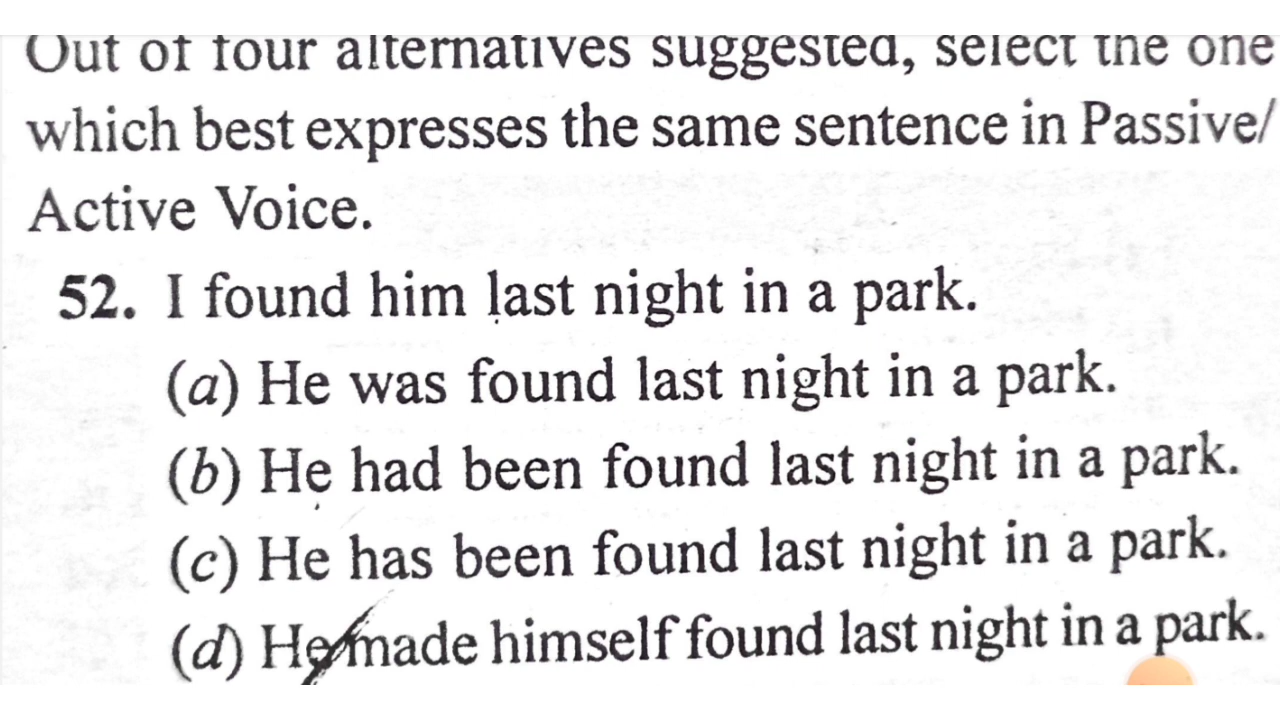 Out of four alternatives suggested, select the one
which best expresses the same sentence in Passive/
Active Voice.
52. I found him last night in a park.
(a) He was found last night in a park.
(b) He had been found last night in a park.
(c) He has been found last night in a park.
(d) He made himself found last night in a park.